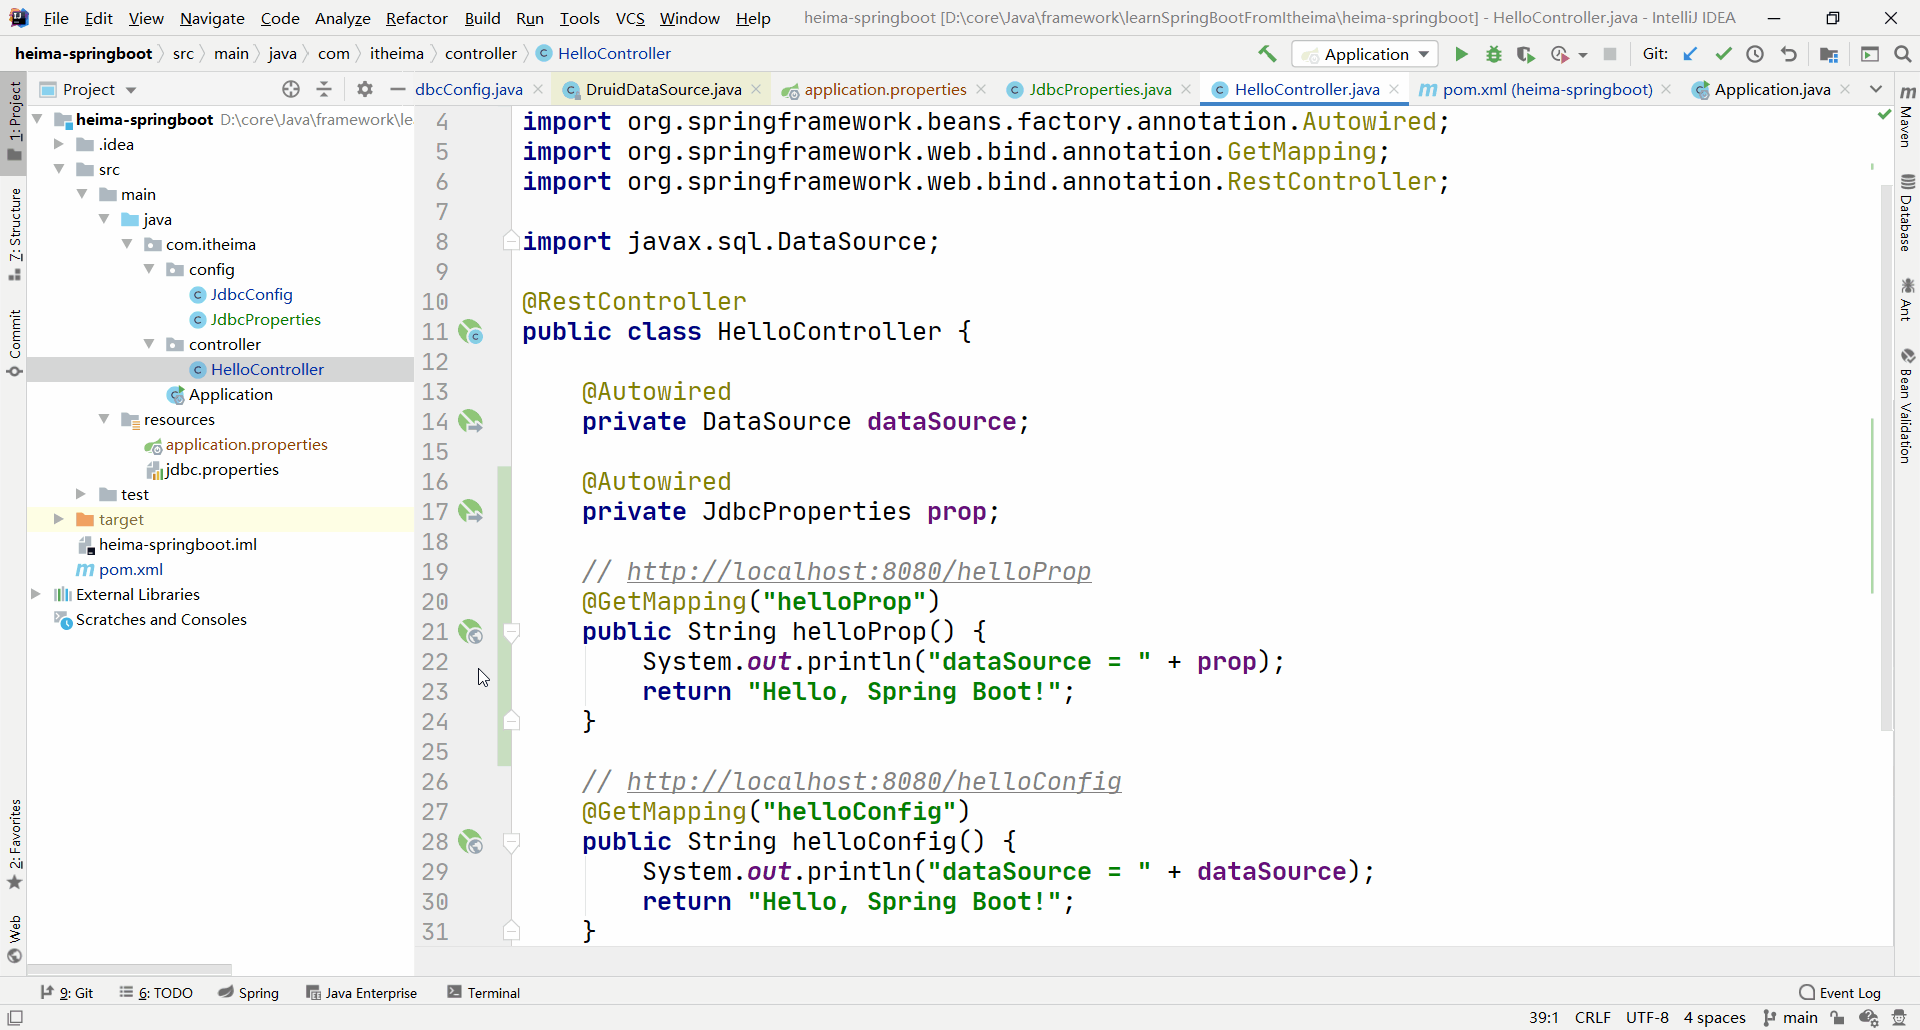 File Edit View Navigate Code Analyze Refactor Build Run Tools VCS Window Help heima-springboot [D:\core\Java\framework\learnSpringBootFromItheima\heima-springboot] - HelloController.java - IntelliJ IDEA
heima-springboot src main java com itheima controller HelloController Application Git:
Project dbcConfig.java DruidDataSource.java application.properties JdbcProperties.java HelloController.java pom.xml (heima-springboot) Application.java
1: Project
7: Structure
Commit
2: Favorites
Web
heima-springboot D:\core\Java\framework\le
.idea
src
main
java
com.itheima
config
JdbcConfig
JdbcProperties
controller
HelloController
Application
resources
application.properties
jdbc.properties
test
target
heima-springboot.iml
pom.xml
External Libraries
Scratches and Consoles
4 import org.springframework.beans.factory.annotation.Autowired;
5 import org.springframework.web.bind.annotation.GetMapping;
6 import org.springframework.web.bind.annotation.RestController;
7
8 import javax.sql.DataSource;
9
10 @RestController
11 public class HelloController {
12
13 @Autowired
14 private DataSource dataSource;
15
16 @Autowired
17 private JdbcProperties prop;
18
19 // http://localhost:8080/helloProp
20 @GetMapping("helloProp")
21 public String helloProp() {
22 System.out.println("dataSource = " + prop);
23 return "Hello, Spring Boot!";
24 }
25
26 // http://localhost:8080/helloConfig
27 @GetMapping("helloConfig")
28 public String helloConfig() {
29 System.out.println("dataSource = " + dataSource);
30 return "Hello, Spring Boot!";
31 }
Maven
Database
Ant
Bean Validation
9: Git 6: TODO Spring Java Enterprise Terminal Event Log
39:1 CRLF UTF-8 4 spaces main